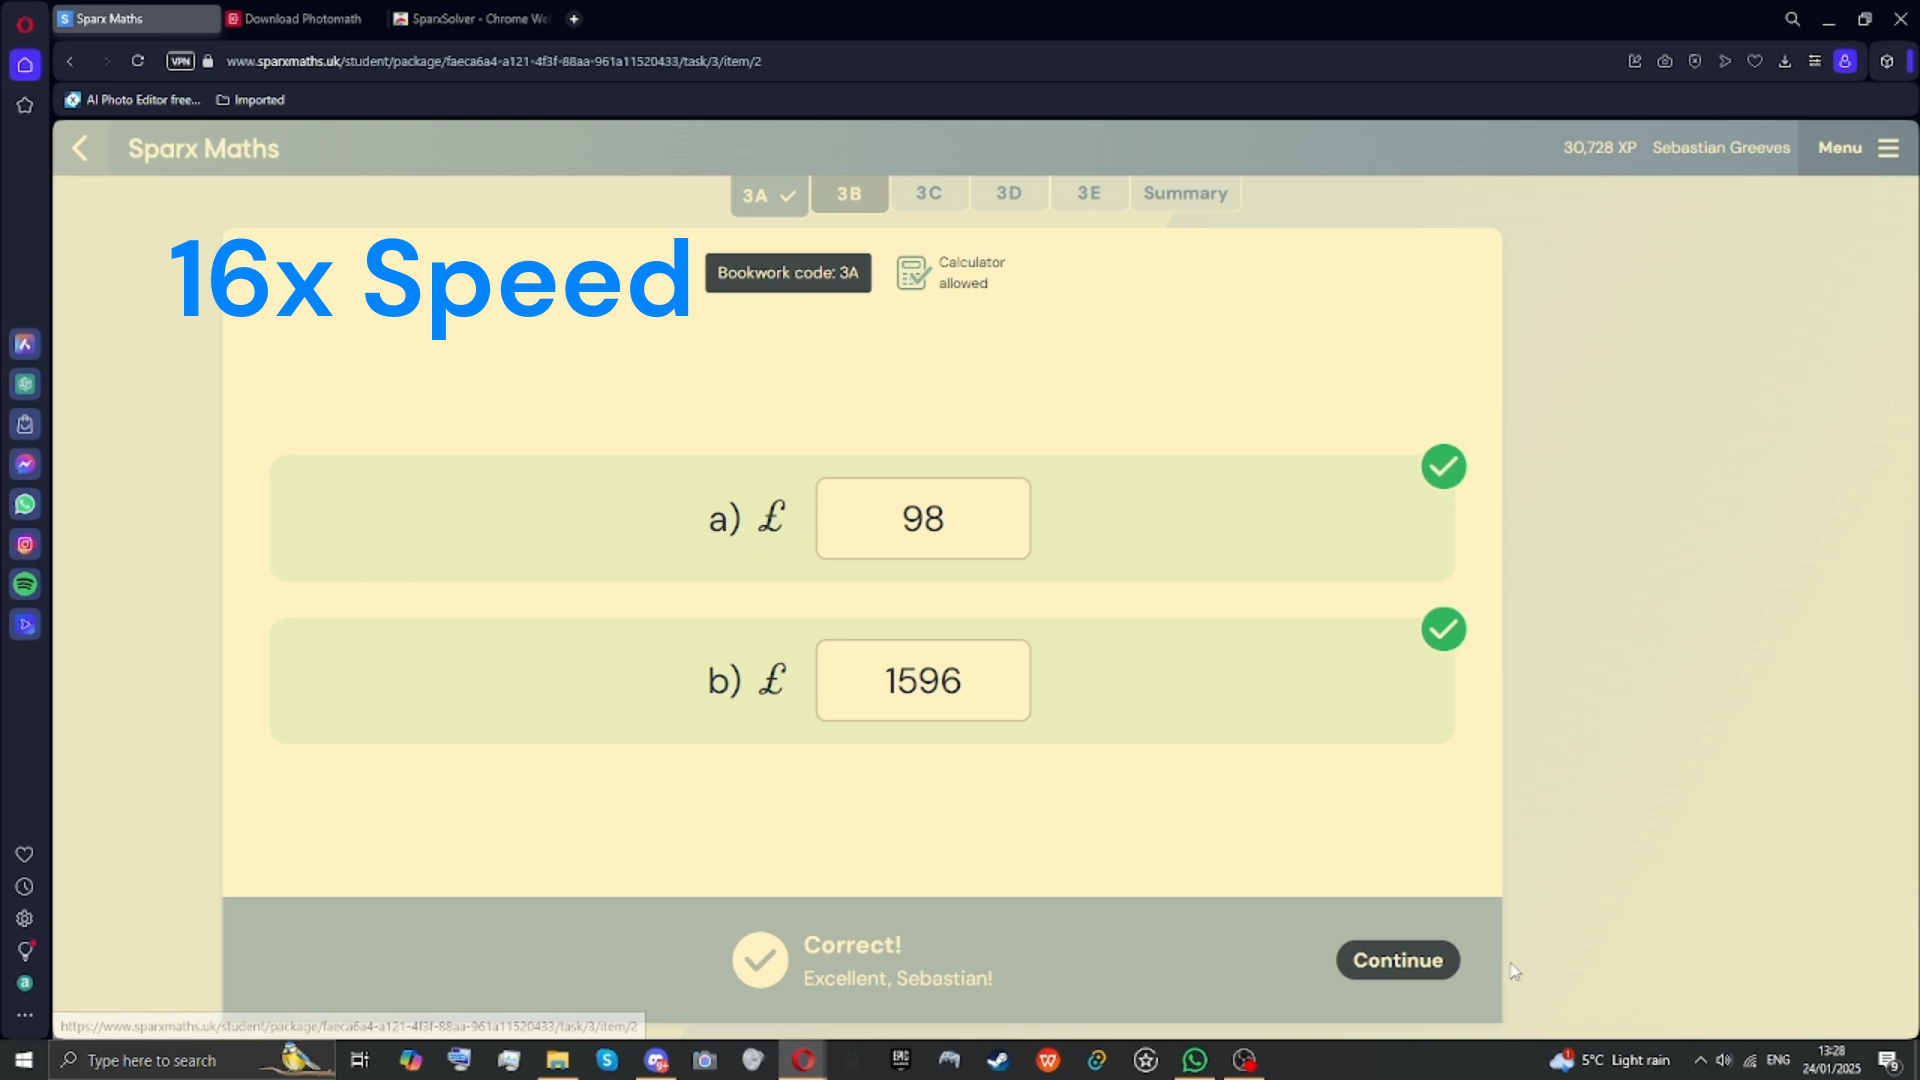 Sparx Maths
Download Photomath
SparxSolver - Chrome We
VPN
www.sparxmaths.uk/student/package/faeca6a4-a121-4f3f-88aa-961a11520433/task/3/item/2
AI Photo Editor free...
Imported
Sparx Maths
30,728 XP
Sebastian Greeves
Menu
3A
3B
3C
3D
3E
Summary
16x Speed
Bookwork code: 3A
Calculator
allowed
a) £ 98
b) £ 1596
Correct!
Excellent, Sebastian!
Continue
https://www.sparxmaths.uk/student/package/faeca6a4-a121-4f3f-88aa-961a11520433/task/3/item/2
Type here to search
5°C Light rain
ENG
13:28
24/01/2025